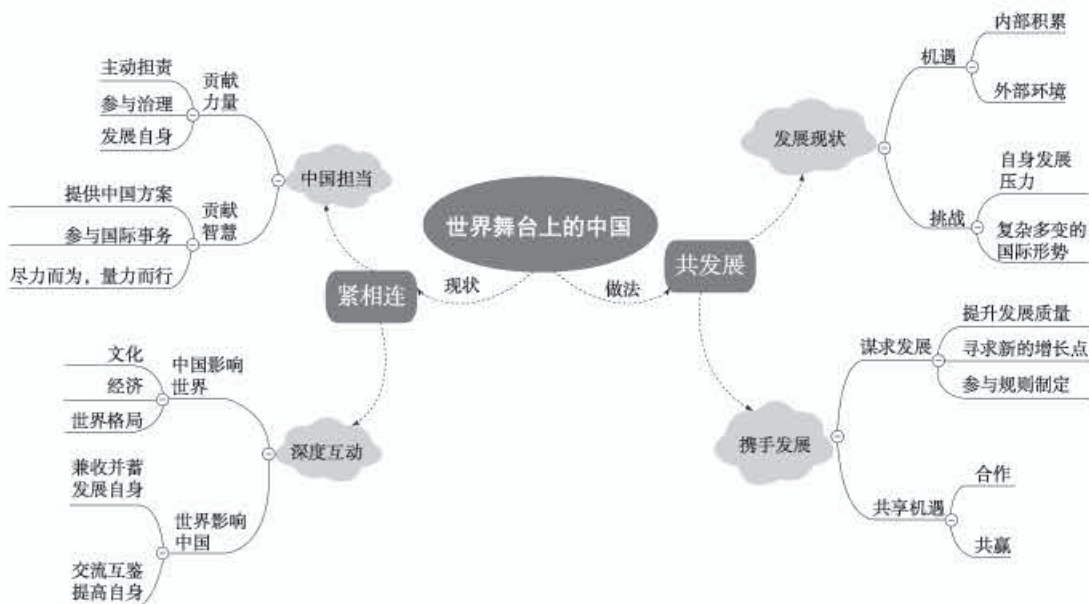 世界舞台上的中国
现状
紧相连
中国担当
贡献
力量
主动担责
参与治理
发展自身
贡献
智慧
提供中国方案
参与国际事务
尽力而为，量力而行
深度互动
中国影响
世界
文化
经济
世界格局
世界影响
中国
兼收并蓄
发展自身
交流互鉴
提高自身
做法
共发展
发展现状
机遇
内部积累
外部环境
挑战
自身发展
压力
复杂多变的
国际形势
携手发展
谋求发展
提升发展质量
寻求新的增长点
参与规则制定
共享机遇
合作
共赢